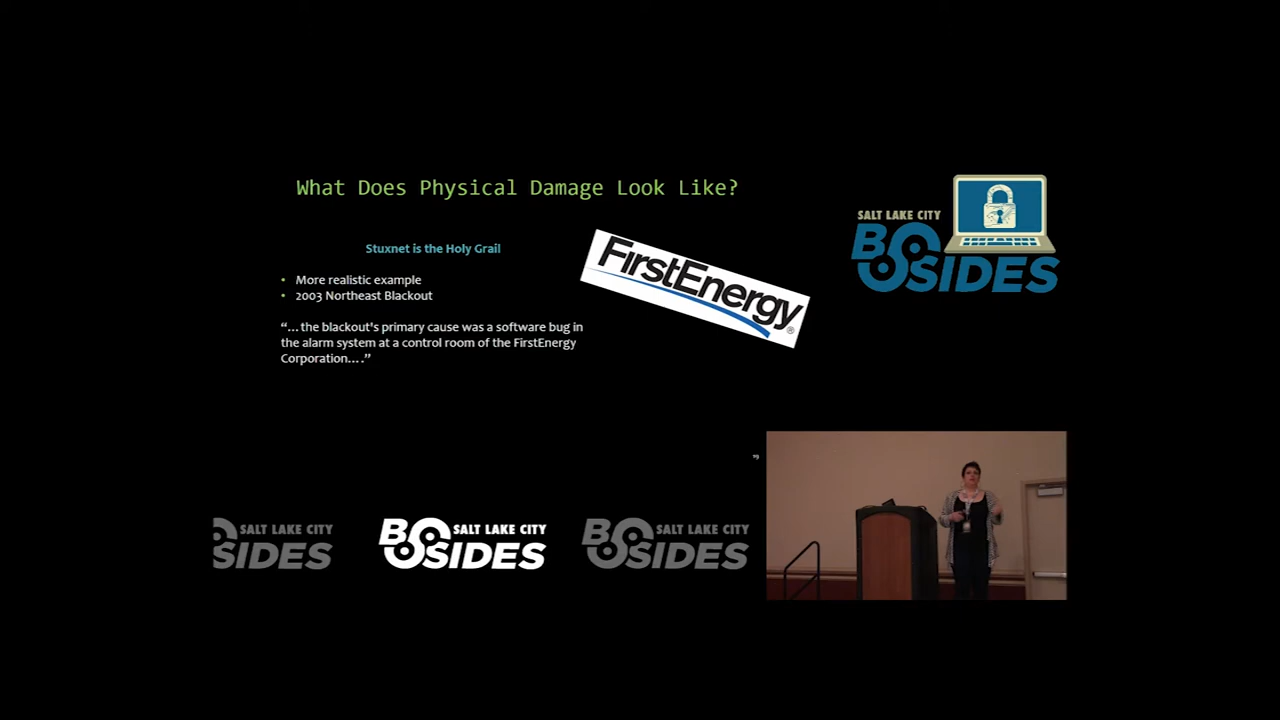 What Does Physical Damage Look Like?
Stuxnet is the Holy Grail
• More realistic example
• 2003 Northeast Blackout
“… the blackout's primary cause was a software bug in
the alarm system at a control room of the FirstEnergy
Corporation….”
FirstEnergy®
SALT LAKE CITY
BSIDES
19
SIDES
SALT LAKE CITY
BSIDES
SALT LAKE CITY
BSIDES
SALT LAKE CITY